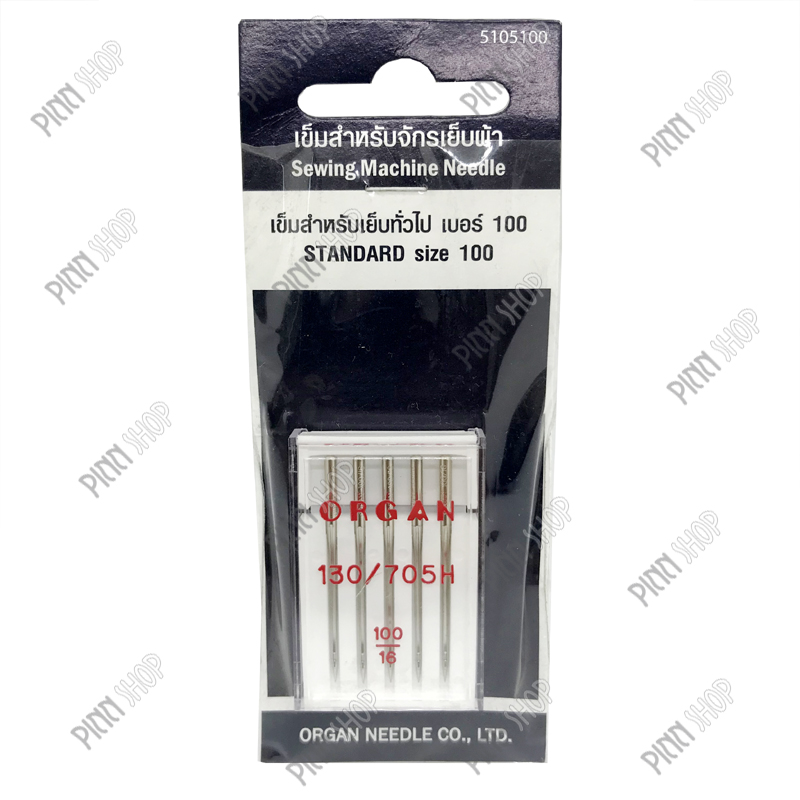 5105100
เข็มสำหรับจักรเย็บผ้า
Sewing Machine Needle
เข็มสำหรับเย็บทั่วไป เบอร์ 100
STANDARD size 100
ORGAN
130/705H
100
16
ORGAN NEEDLE CO., LTD.
PINN SHOP